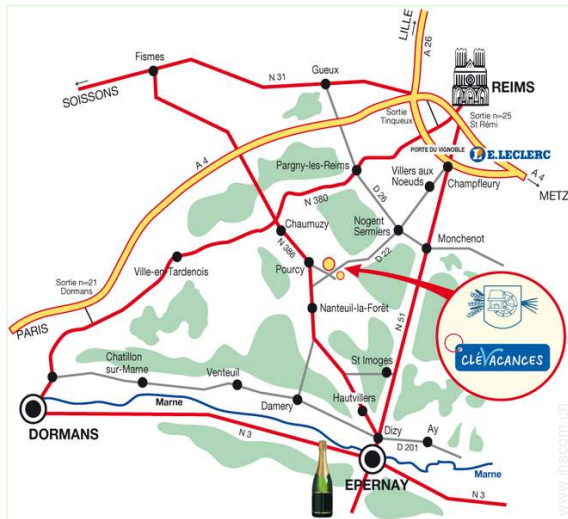 LILLE
A 26
Fismes
N 31
Gueux
REIMS
SOISSONS
Sortie
Tinqueux
Sortie n=25
St Rémi
PORTE DU VIGNOBLE
E.LECLERC
A 4
Pargny-les-Reims
Villers aux
Noeuds
Champfleury
A 4
METZ
D 26
N 380
Chaumuzy
Nogent
Sermiers
N 386
Monchenot
Pourcy
D 22
Ville-en-Tardenois
Sortie n=21
Dormans
Nanteuil-la-Forêt
N 51
PARIS
CLÉVACANCES
Chatillon
sur-Marne
Venteuil
St Imoges
Marne
Damery
Hautvillers
DORMANS
Dizy
Ay
N 3
D 201
EPERNAY
Marne
N 3
www.ihacom.ch